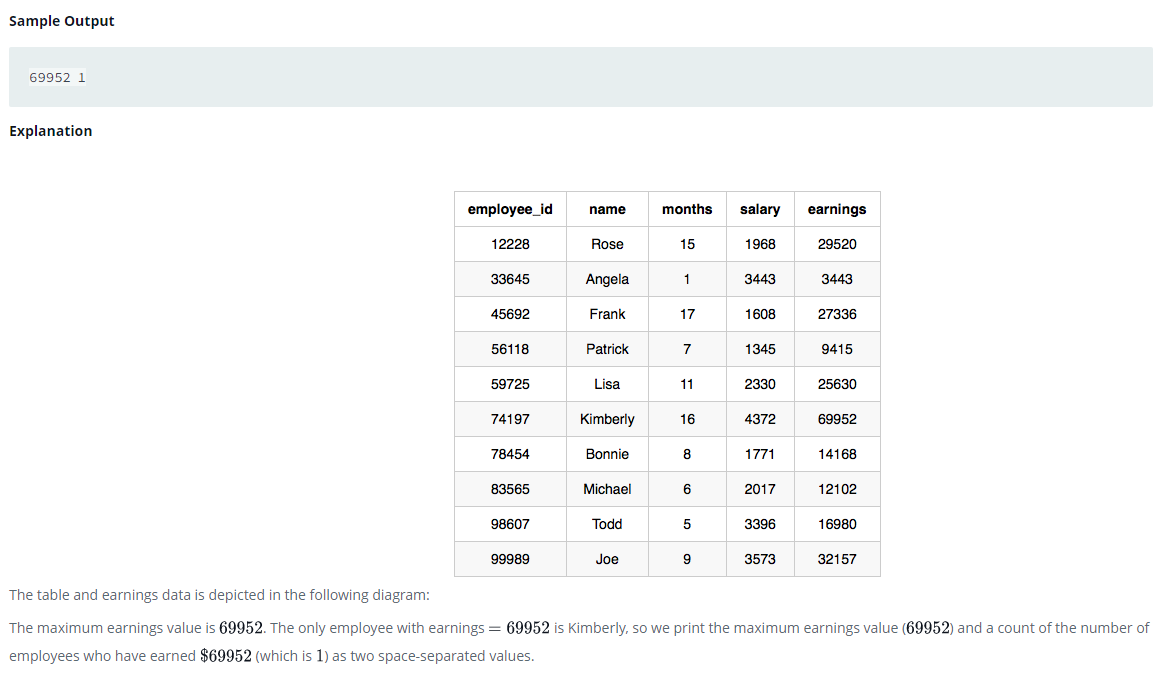 Sample Output
69952 1
Explanation
employee_id name months salary earnings
12228 Rose 15 1968 29520
33645 Angela 1 3443 3443
45692 Frank 17 1608 27336
56118 Patrick 7 1345 9415
59725 Lisa 11 2330 25630
74197 Kimberly 16 4372 69952
78454 Bonnie 8 1771 14168
83565 Michael 6 2017 12102
98607 Todd 5 3396 16980
99989 Joe 9 3573 32157
The table and earnings data is depicted in the following diagram:
The maximum earnings value is 69952. The only employee with earnings = 69952 is Kimberly, so we print the maximum earnings value (69952) and a count of the number of
employees who have earned $69952 (which is 1) as two space-separated values.